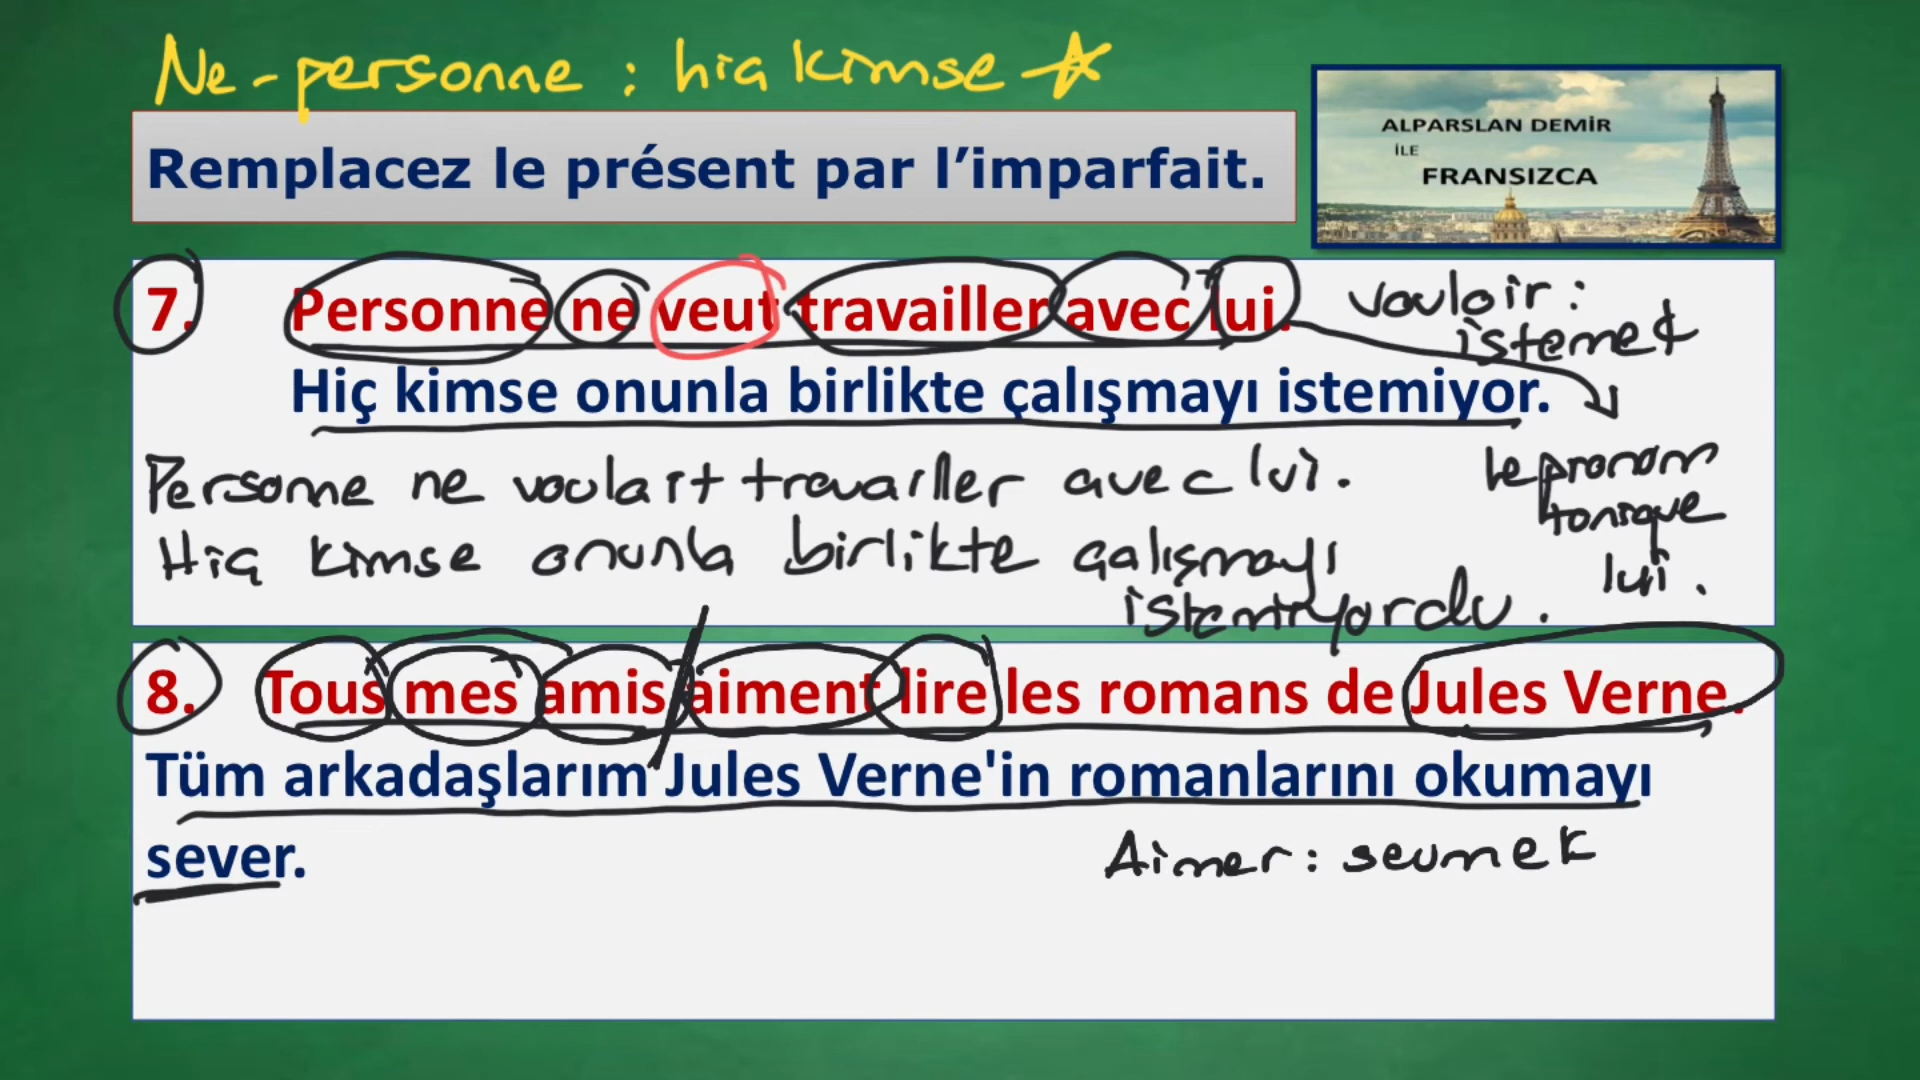 Ne-personne : hiç kimse
Remplacez le présent par l’imparfait.
ALPARSLAN DEMİR
İLE
FRANSIZCA
7. Personne ne veut travailler avec lui.
vouloir :
istemek
Hiç kimse onunla birlikte çalışmayı istemiyor.
Personne ne voulait travailler avec lui.
le pronom
tonique
lui.
Hiç kimse onunla birlikte çalışmayı
istemiyordu.
8. Tous mes amis aiment lire les romans de Jules Verne.
Tüm arkadaşlarım Jules Verne'in romanlarını okumayı
sever.
Aimer : sevmek